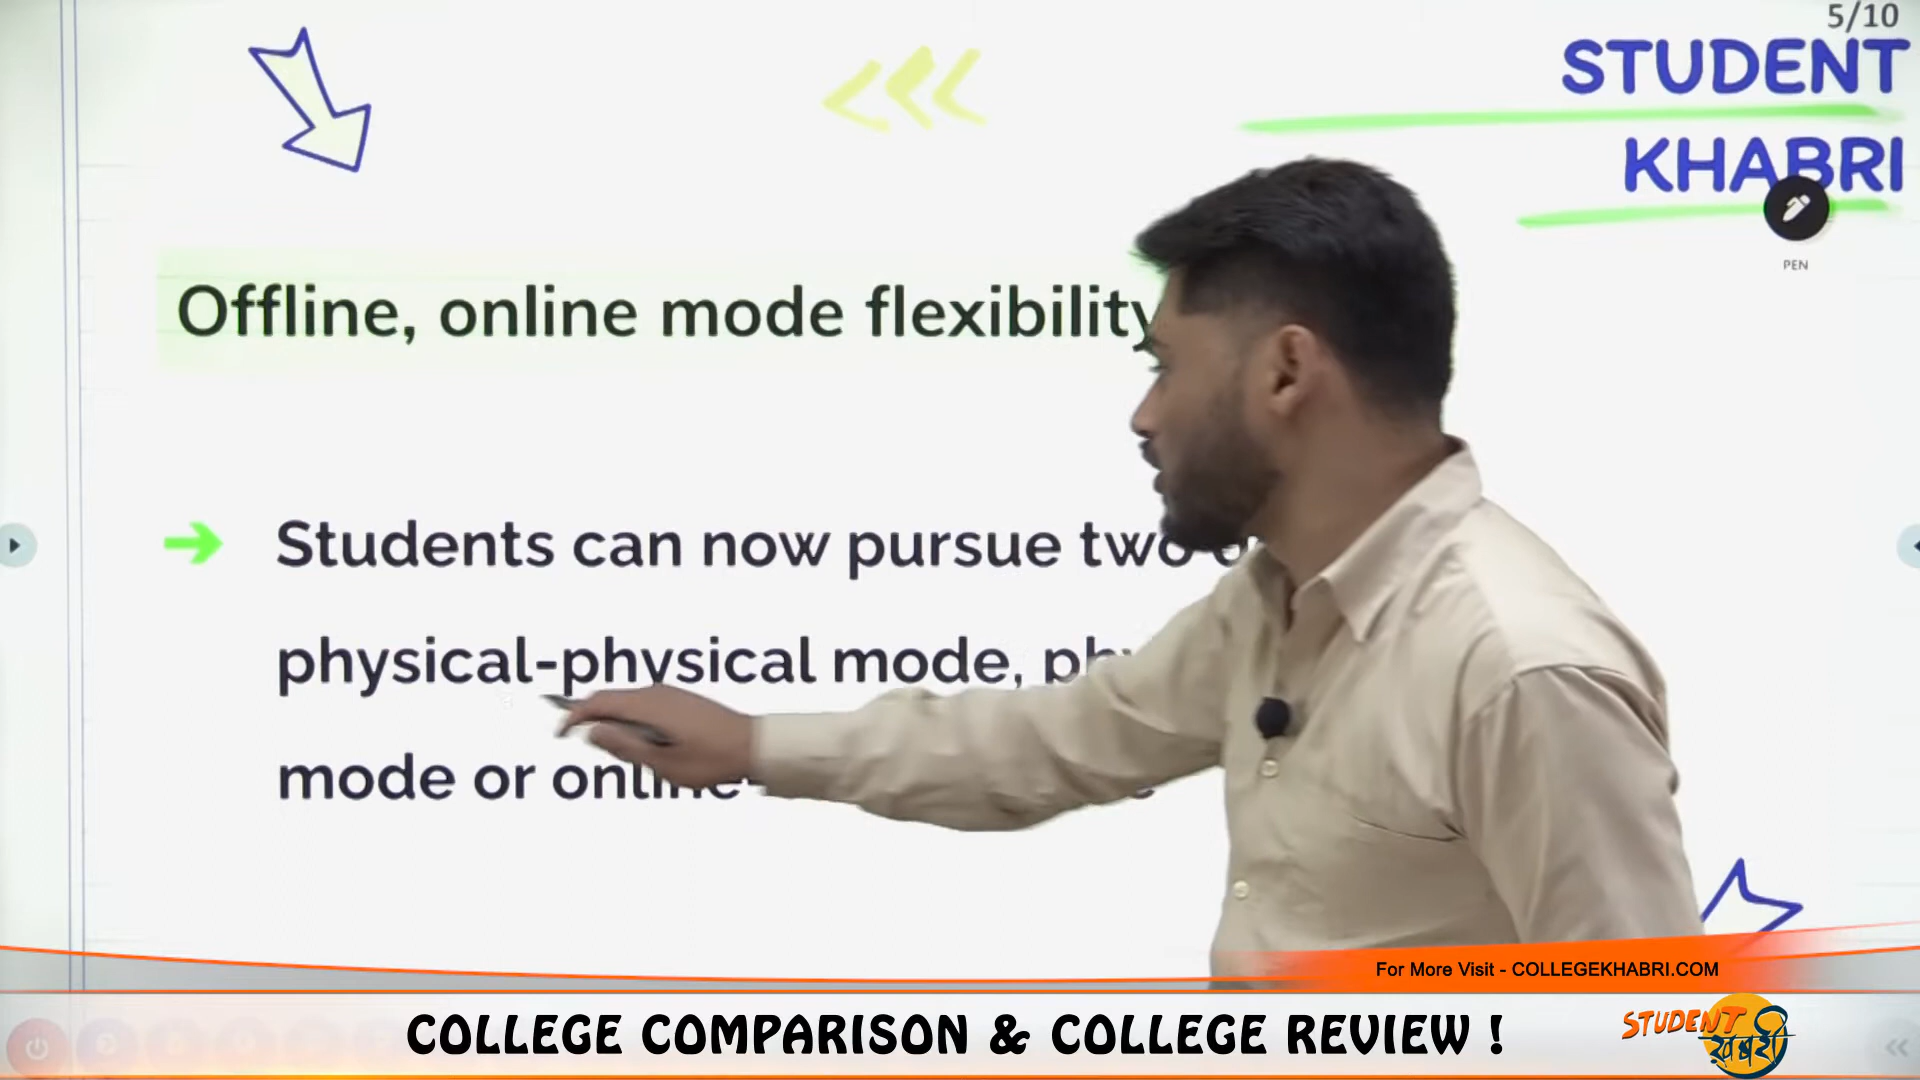 5/10
STUDENT
KHABRI
PEN
Offline, online mode flexibility
Students can now pursue two
physical-physical mode,
mode or online-
For More Visit - COLLEGEKHABRI.COM
COLLEGE COMPARISON & COLLEGE REVIEW !
STUDENT
ख़बरी